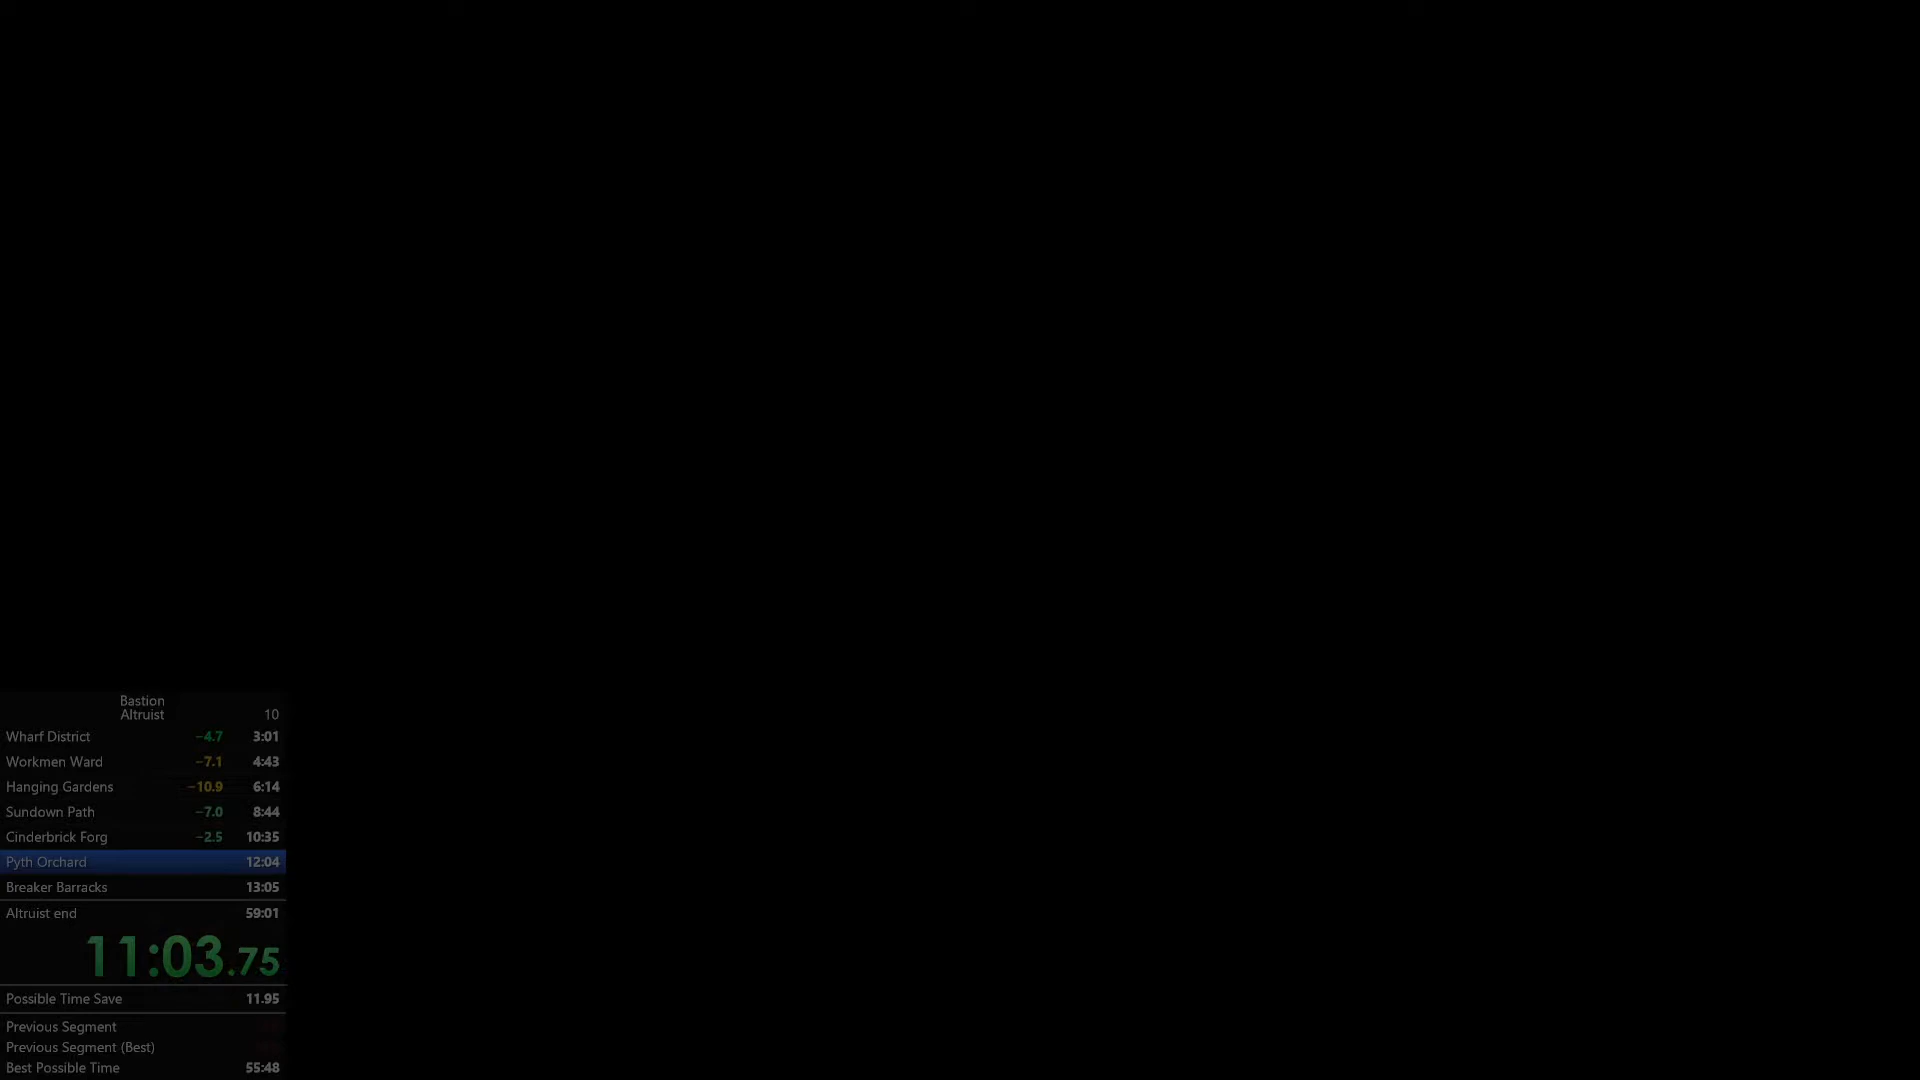 Bastion
Altruist 10
Wharf District −4.7 3:01
Workmen Ward −7.1 4:43
Hanging Gardens −10.9 6:14
Sundown Path −7.0 8:44
Cinderbrick Forg −2.5 10:35
Pyth Orchard 12:04
Breaker Barracks 13:05
Altruist end 59:01
11:03.75
Possible Time Save 11.95
Previous Segment
Previous Segment (Best)
Best Possible Time 55:48